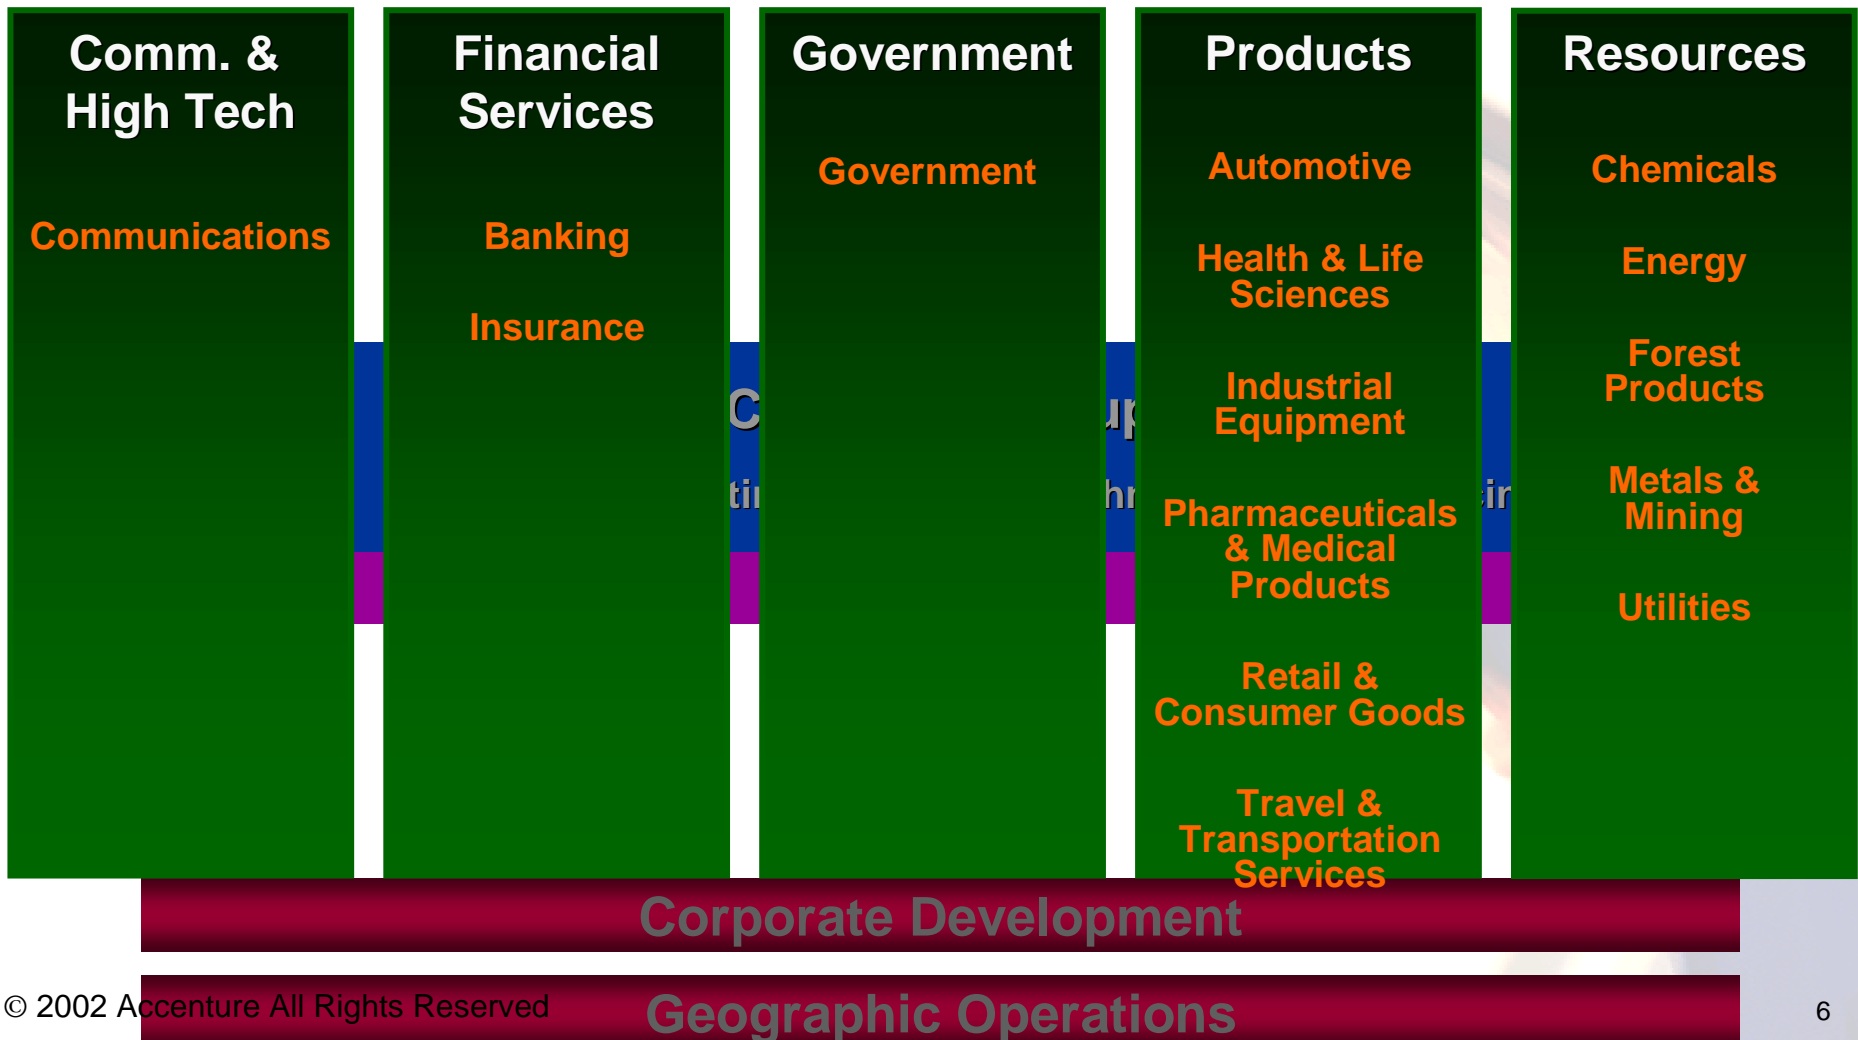 Comm. &
High Tech
Communications
Financial
Services
Banking
Insurance
Government
Government
Products
Automotive
Health & Life
Sciences
Industrial
Equipment
Pharmaceuticals
& Medical
Products
Retail &
Consumer Goods
Travel &
Transportation
Services
Resources
Chemicals
Energy
Forest
Products
Metals &
Mining
Utilities
Corporate Development
Geographic Operations
© 2002 Accenture All Rights Reserved
6